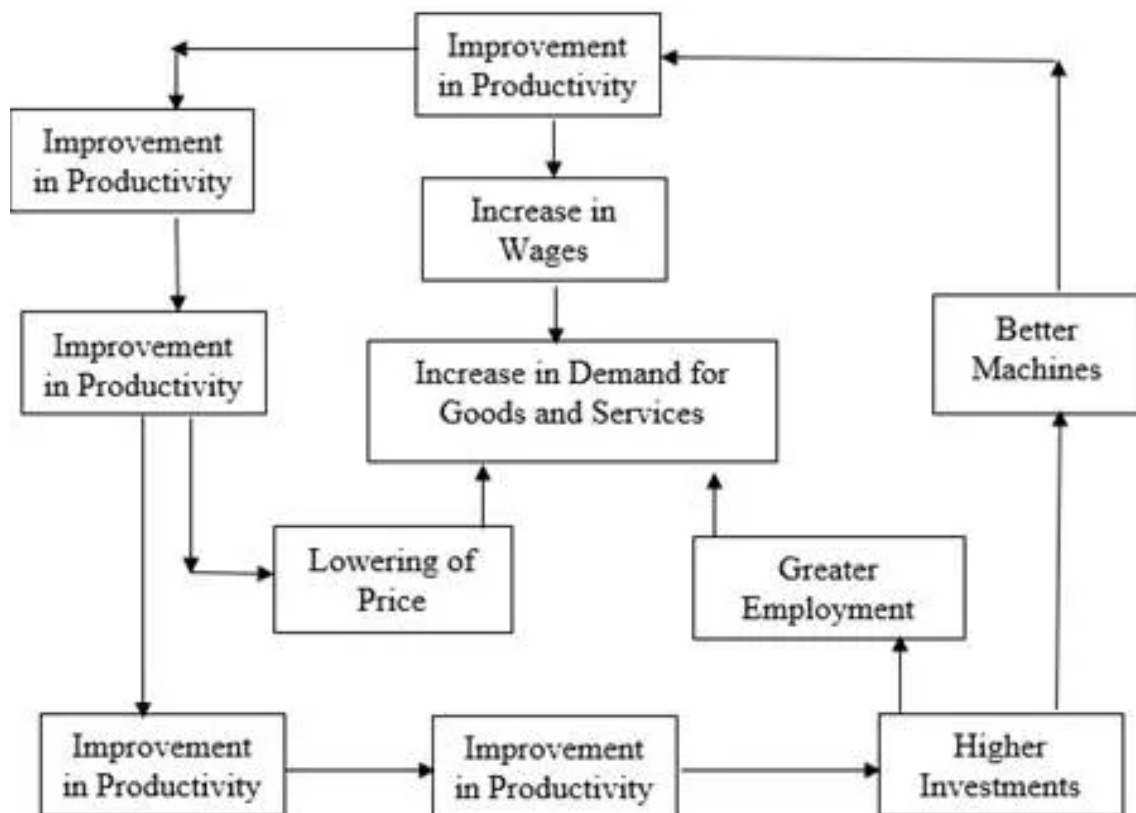 Improvement
in Productivity
Improvement
in Productivity
Increase in
Wages
Improvement
in Productivity
Increase in Demand for
Goods and Services
Better
Machines
Lowering of
Price
Greater
Employment
Improvement
in Productivity
Improvement
in Productivity
Higher
Investments